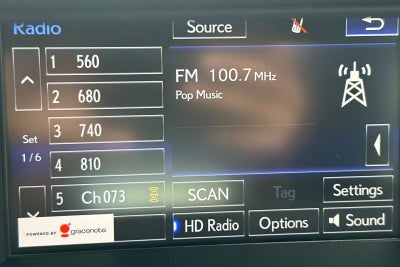 Radio
Source
1 560
2 680
3 740
4 810
5 Ch 073
Set
1/6
FM 100.7 MHz
Pop Music
SCAN
Tag
Settings
HD Radio
Options
Sound
POWERED BY gracenote